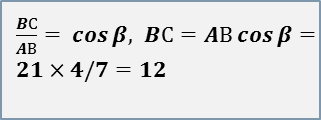 BC/AB = cos β, BC = AB cos β =
21 × 4/7 = 12